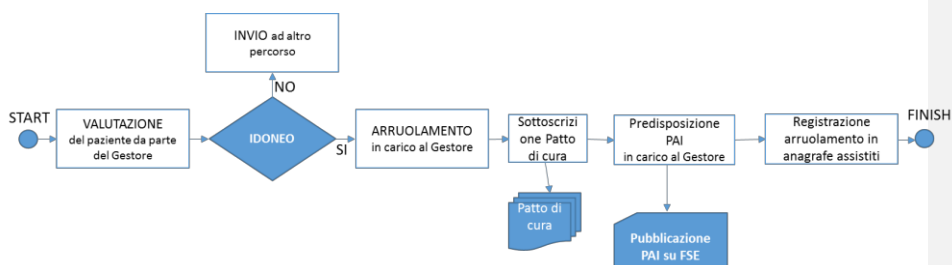 INVIO ad altro
percorso
NO
START
VALUTAZIONE
del paziente da parte
del Gestore
IDONEO
SI
ARRUOLAMENTO
in carico al Gestore
Sottoscrizi
one Patto
di cura
Predisposizione
PAI
in carico al Gestore
Registrazione
arruolamento in
anagrafe assistiti
FINISH
Patto di
cura
Pubblicazione
PAI su FSE